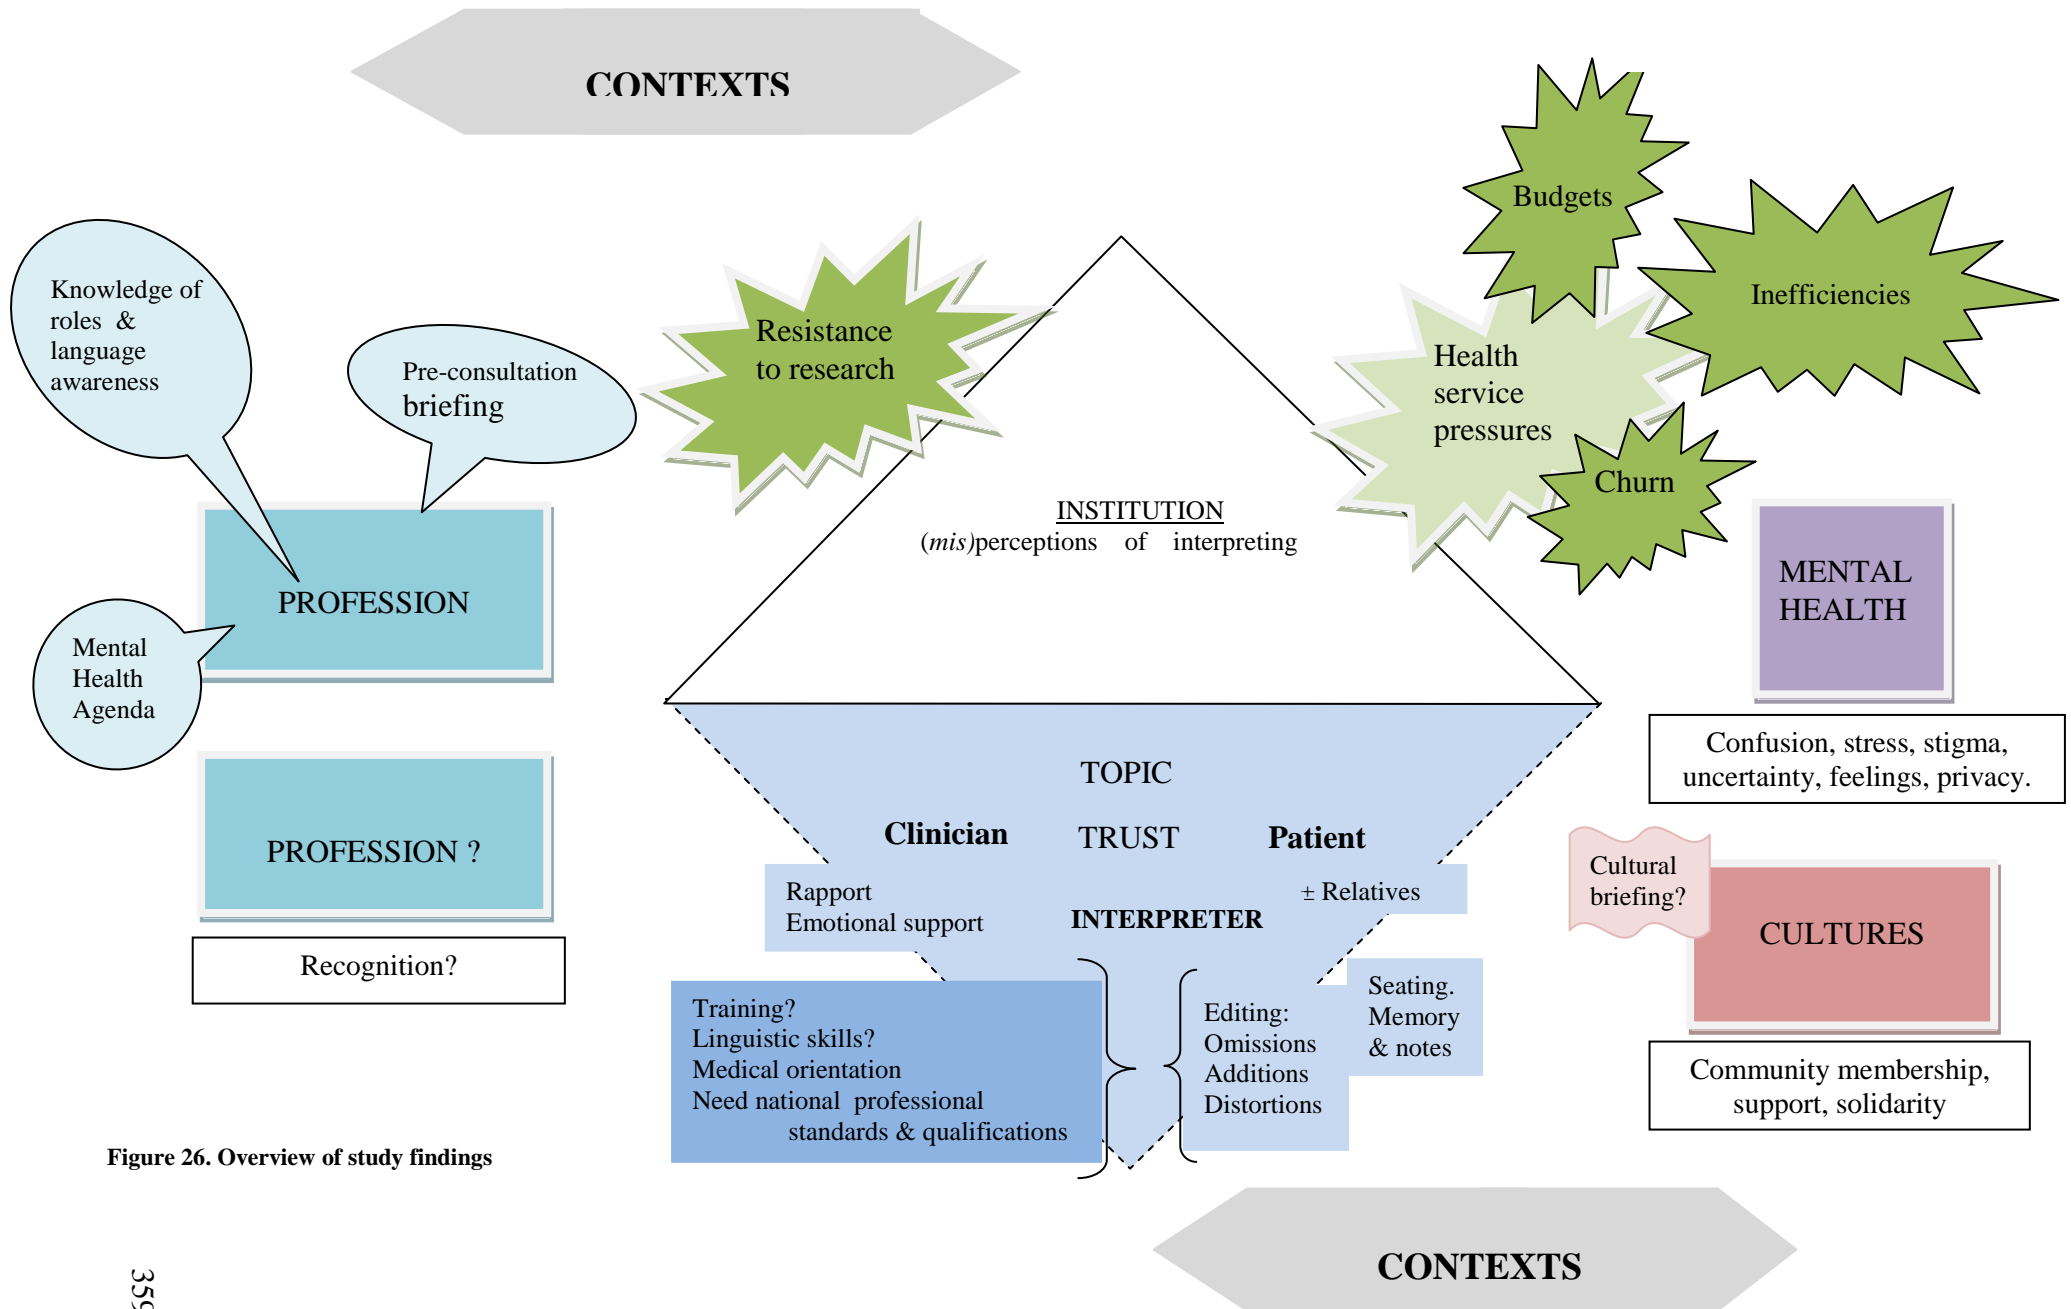 CONTEXTS
Budgets
Inefficiencies
Knowledge of
roles &
language
awareness
Pre-consultation
briefing
Resistance
to research
Health
service
pressures
Churn
INSTITUTION
(mis)perceptions of interpreting
PROFESSION
Mental
Health
Agenda
MENTAL
HEALTH
Confusion, stress, stigma,
uncertainty, feelings, privacy.
PROFESSION ?
Recognition?
TOPIC
Clinician TRUST Patient
Rapport
Emotional support
± Relatives
INTERPRETER
Cultural
briefing?
CULTURES
Community membership,
support, solidarity
Training?
Linguistic skills?
Medical orientation
Need national professional
standards & qualifications
Editing:
Omissions
Additions
Distortions
Seating.
Memory
& notes
Figure 26. Overview of study findings
CONTEXTS
359